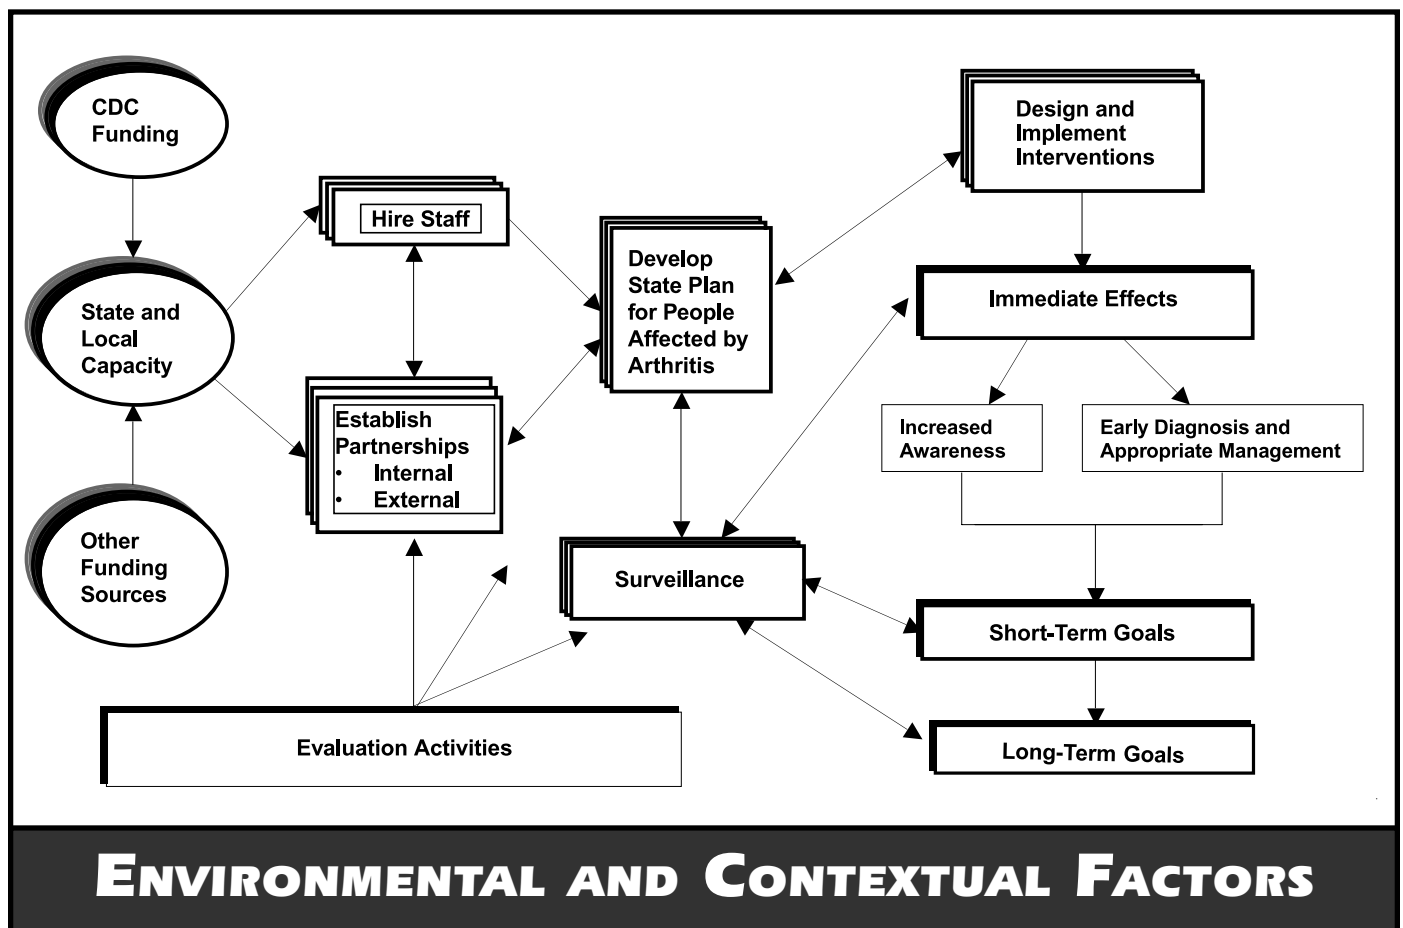 CDC
Funding
State and
Local
Capacity
Other
Funding
Sources
Hire Staff
Establish
Partnerships
• Internal
• External
Develop
State Plan
for People
Affected by
Arthritis
Surveillance
Evaluation Activities
Design and
Implement
Interventions
Immediate Effects
Increased
Awareness
Early Diagnosis and
Appropriate Management
Short-Term Goals
Long-Term Goals
ENVIRONMENTAL AND CONTEXTUAL FACTORS